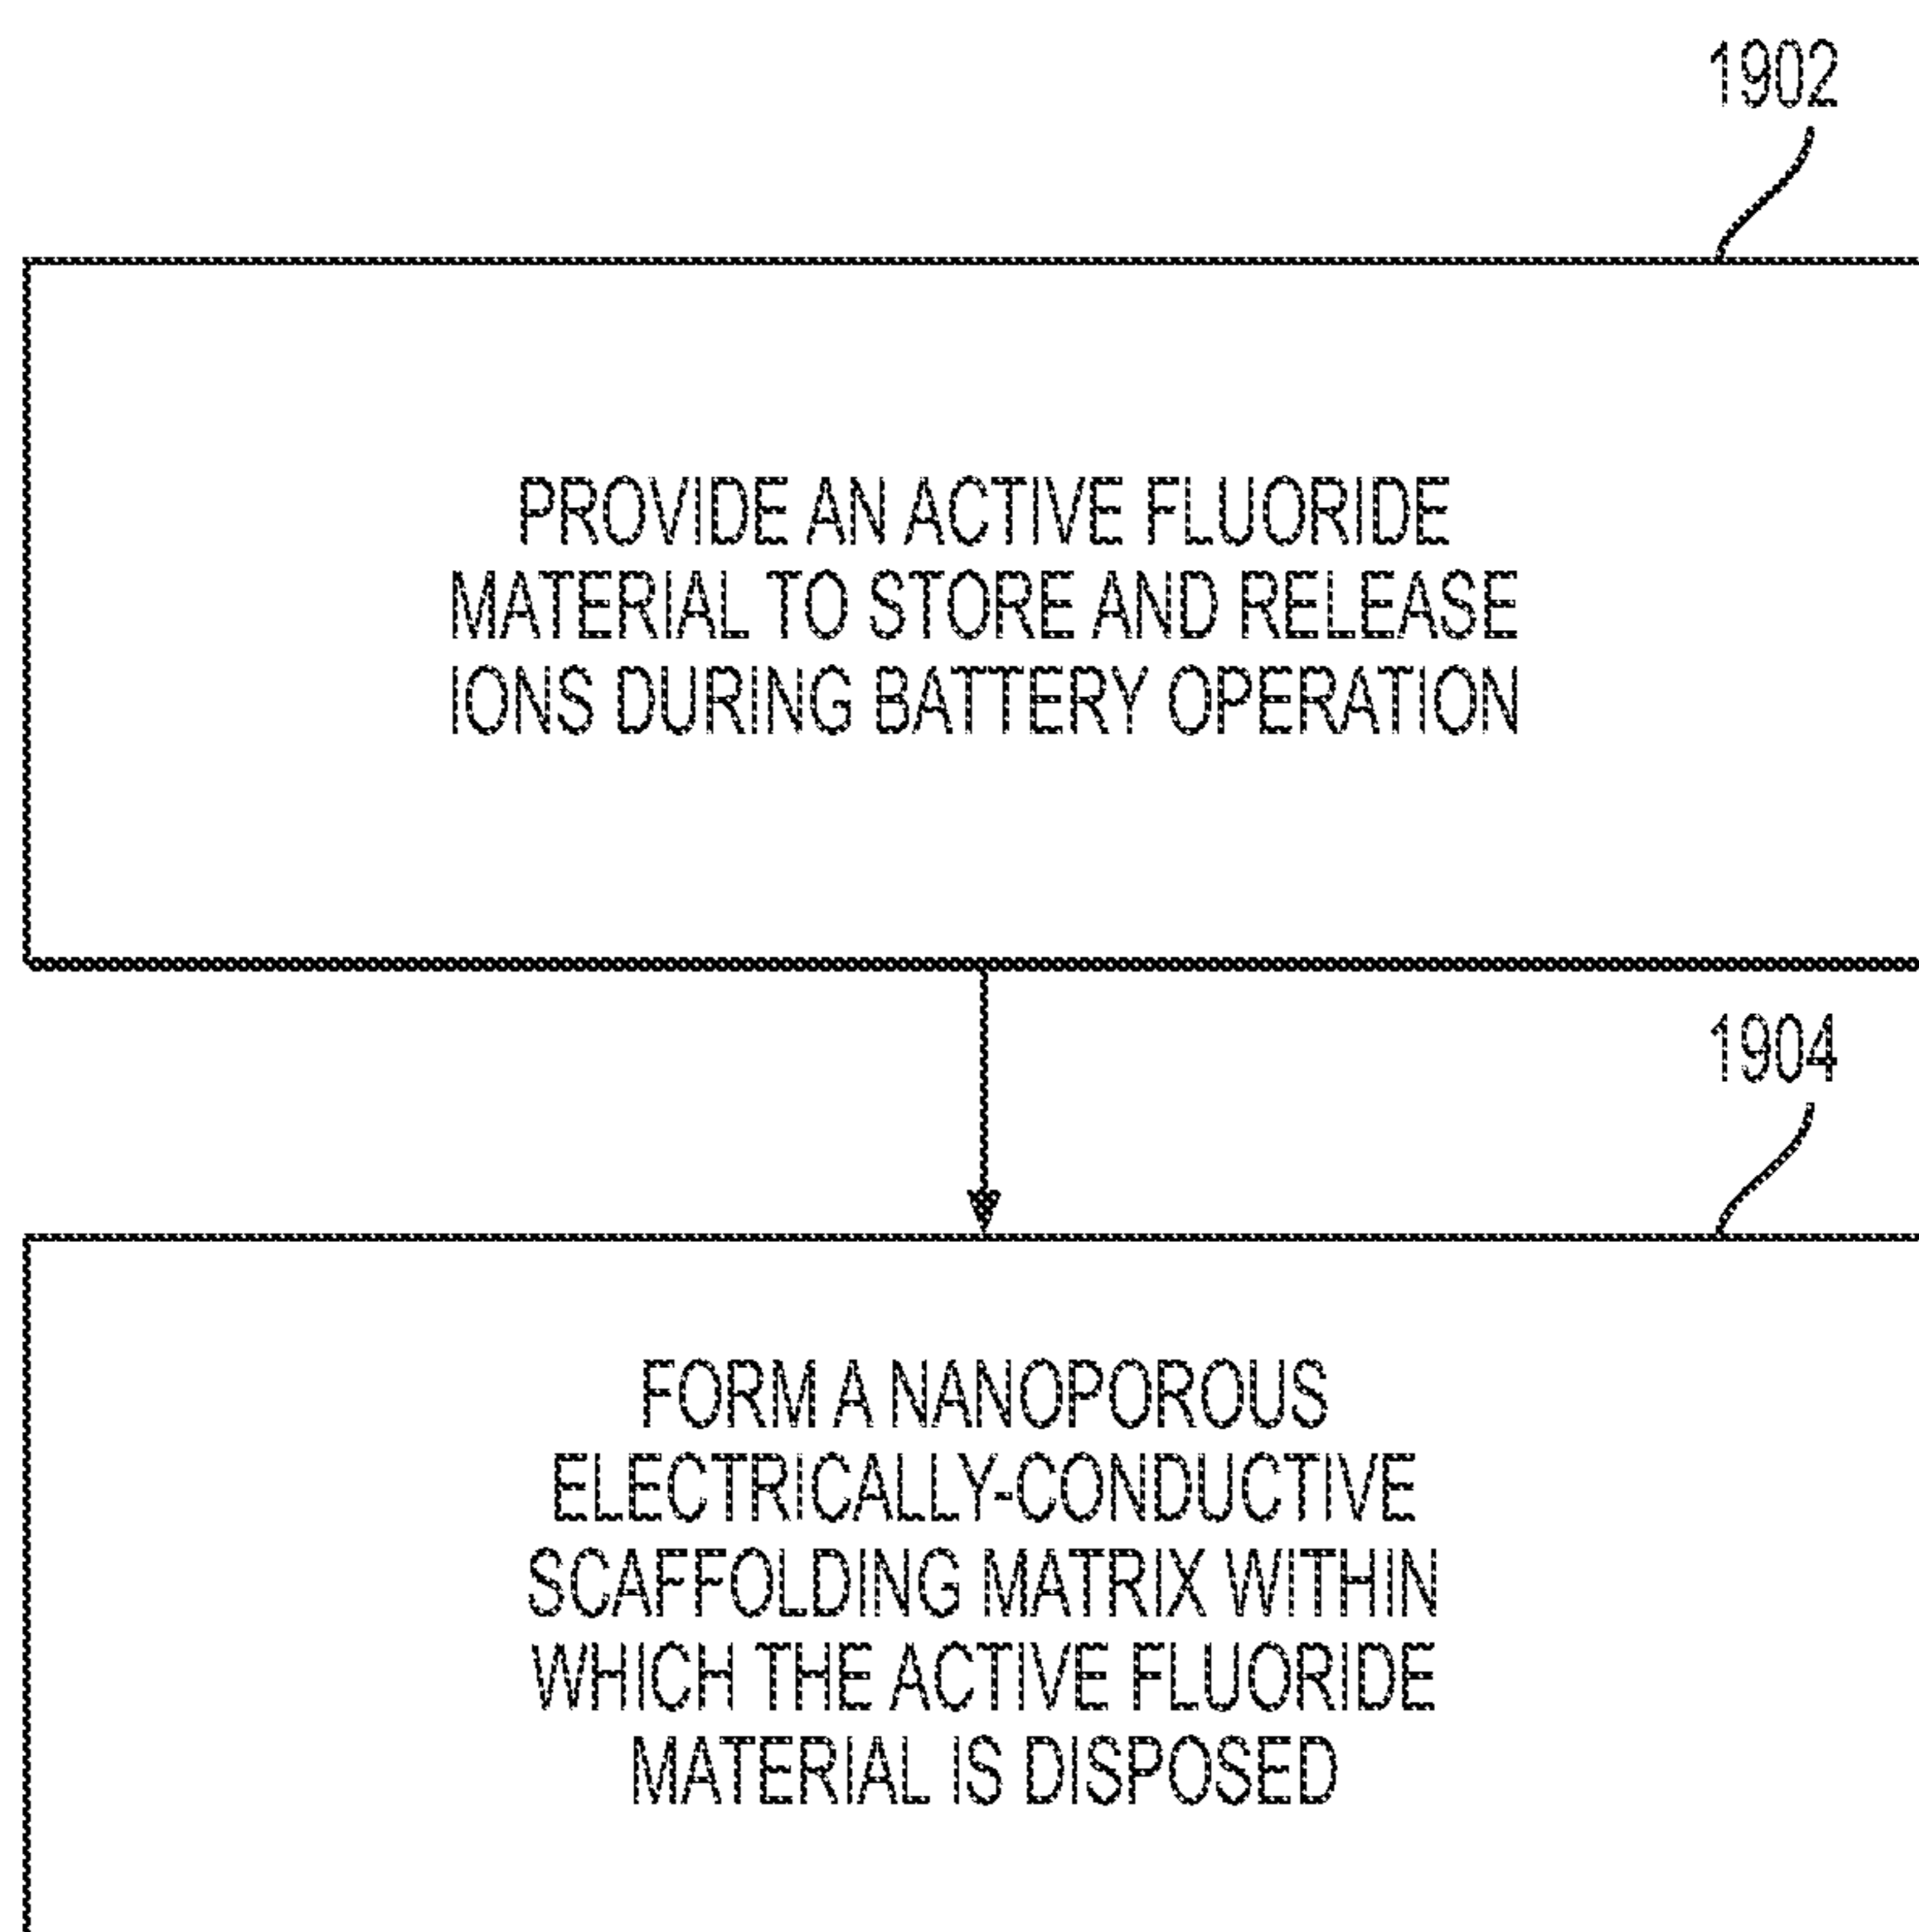 1902
PROVIDE AN ACTIVE FLUORIDE
MATERIAL TO STORE AND RELEASE
IONS DURING BATTERY OPERATION
1904
FORM A NANOPOROUS
ELECTRICALLY-CONDUCTIVE
SCAFFOLDING MATRIX WITHIN
WHICH THE ACTIVE FLUORIDE
MATERIAL IS DISPOSED